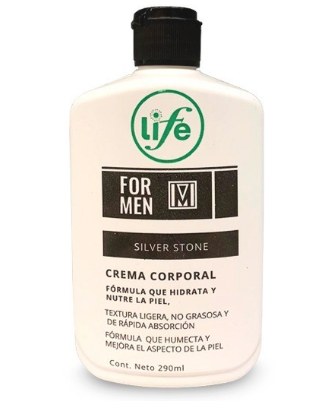 life
FOR
MEN
M
SILVER STONE
CREMA CORPORAL
FÓRMULA QUE HIDRATA Y
NUTRE LA PIEL,
TEXTURA LIGERA, NO GRASOSA Y
DE RÁPIDA ABSORCIÓN
FÓRMULA QUE HUMECTA Y
MEJORA EL ASPECTO DE LA PIEL
Cont. Neto 290ml